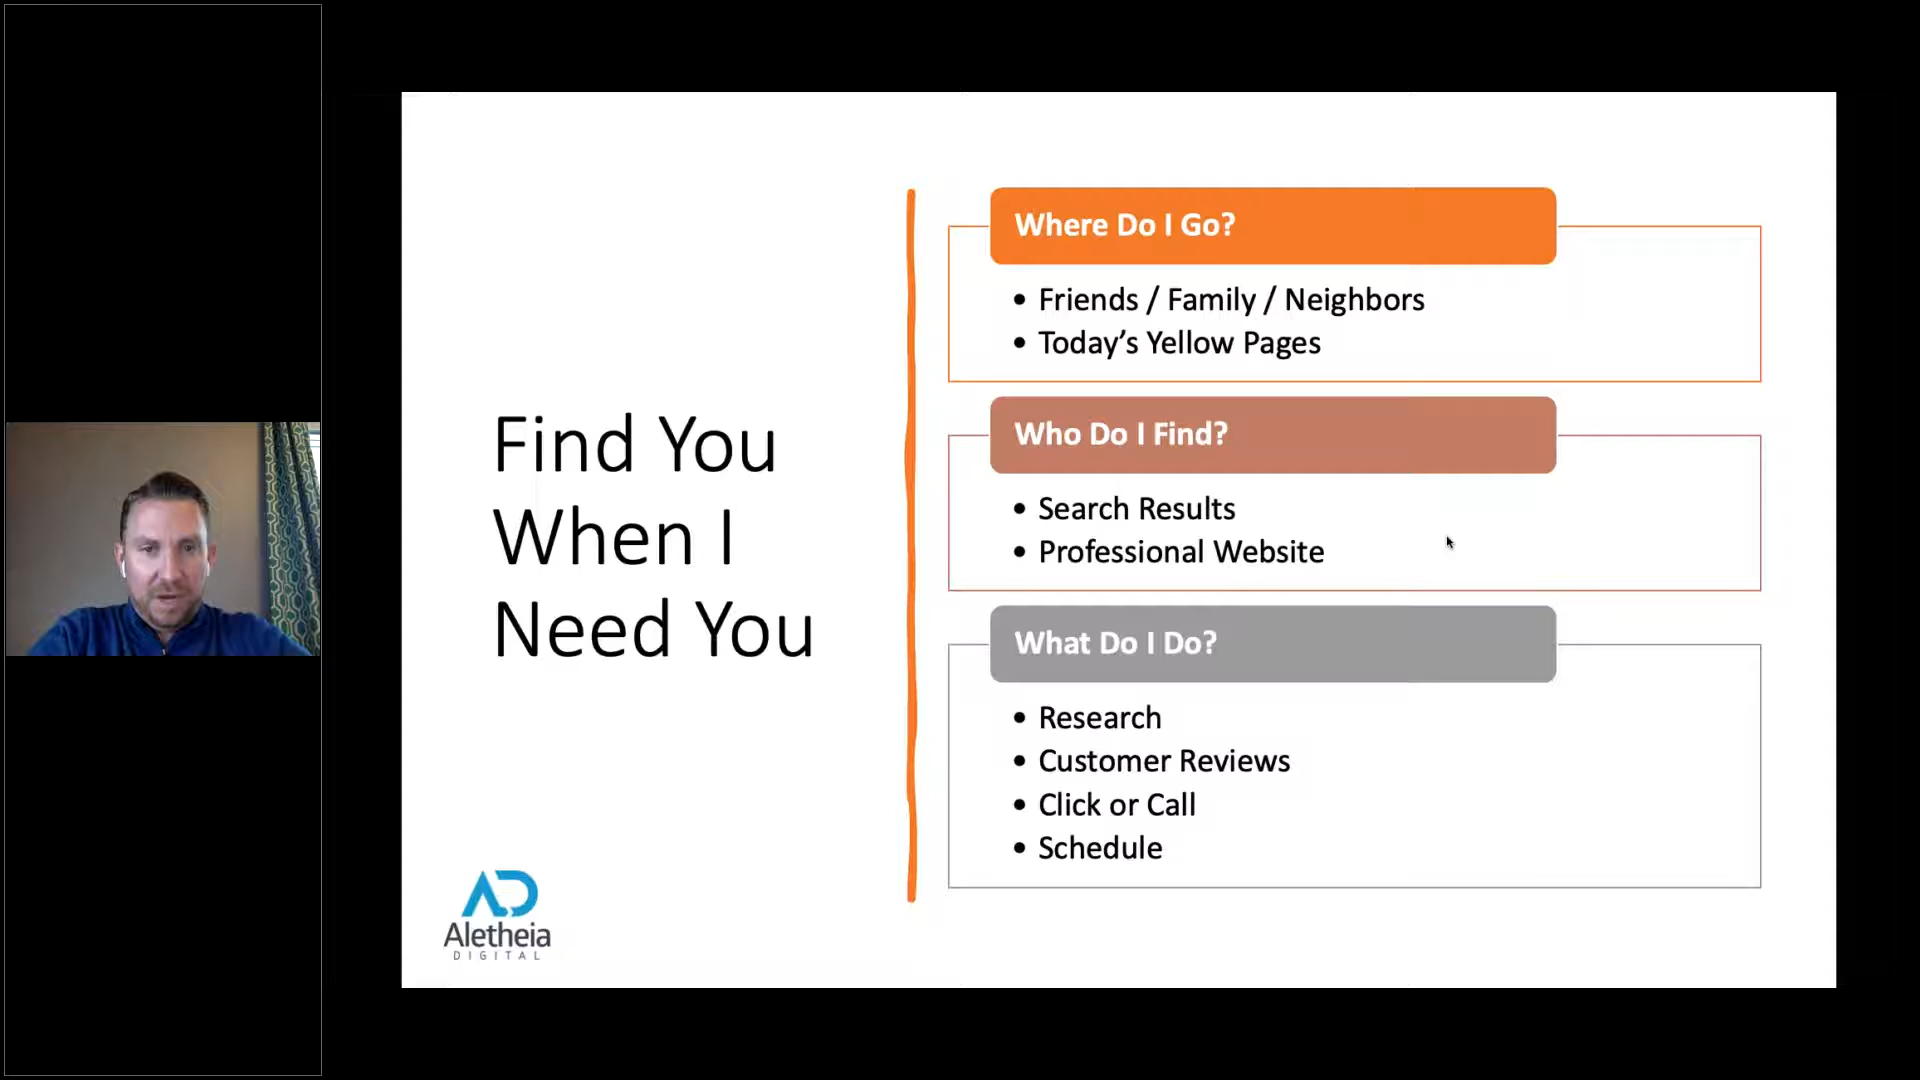 Find You
When I
Need You
Where Do I Go?
• Friends / Family / Neighbors
• Today’s Yellow Pages
Who Do I Find?
• Search Results
• Professional Website
What Do I Do?
• Research
• Customer Reviews
• Click or Call
• Schedule
AD
Aletheia
DIGITAL